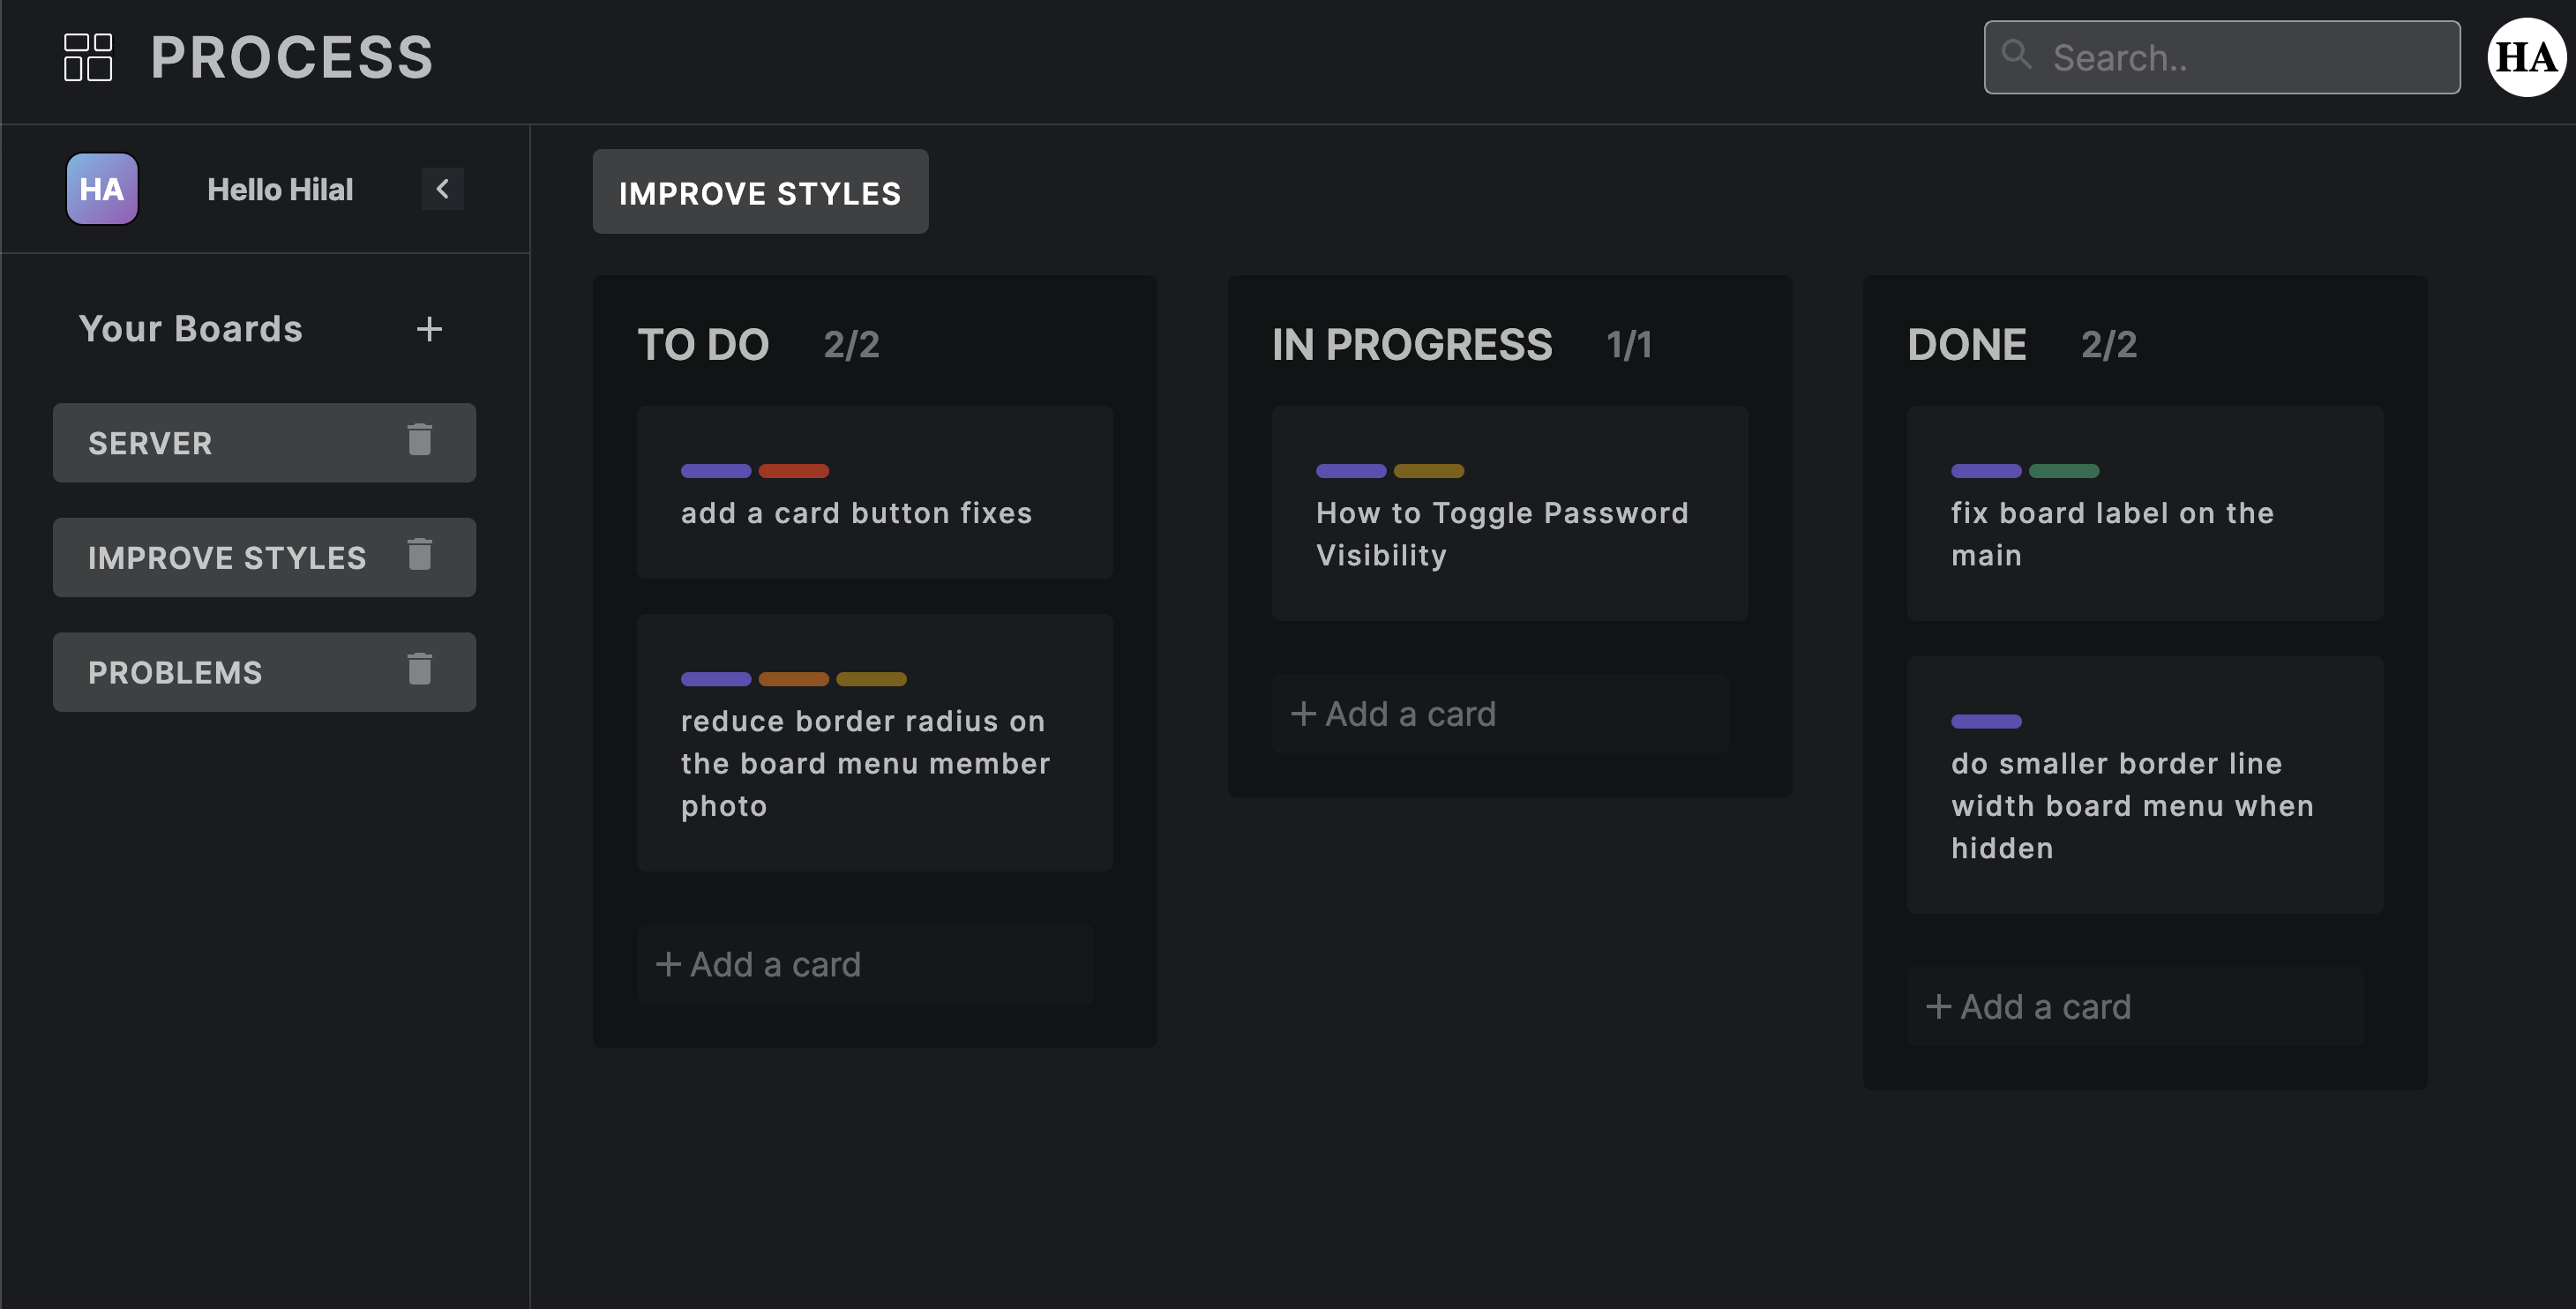 PROCESS
Search..
HA
HA
Hello Hilal
Your Boards
SERVER
IMPROVE STYLES
PROBLEMS
IMPROVE STYLES
TO DO 2/2
add a card button fixes
reduce border radius on
the board menu member
photo
+ Add a card
IN PROGRESS 1/1
How to Toggle Password
Visibility
+ Add a card
DONE 2/2
fix board label on the
main
do smaller border line
width board menu when
hidden
+ Add a card